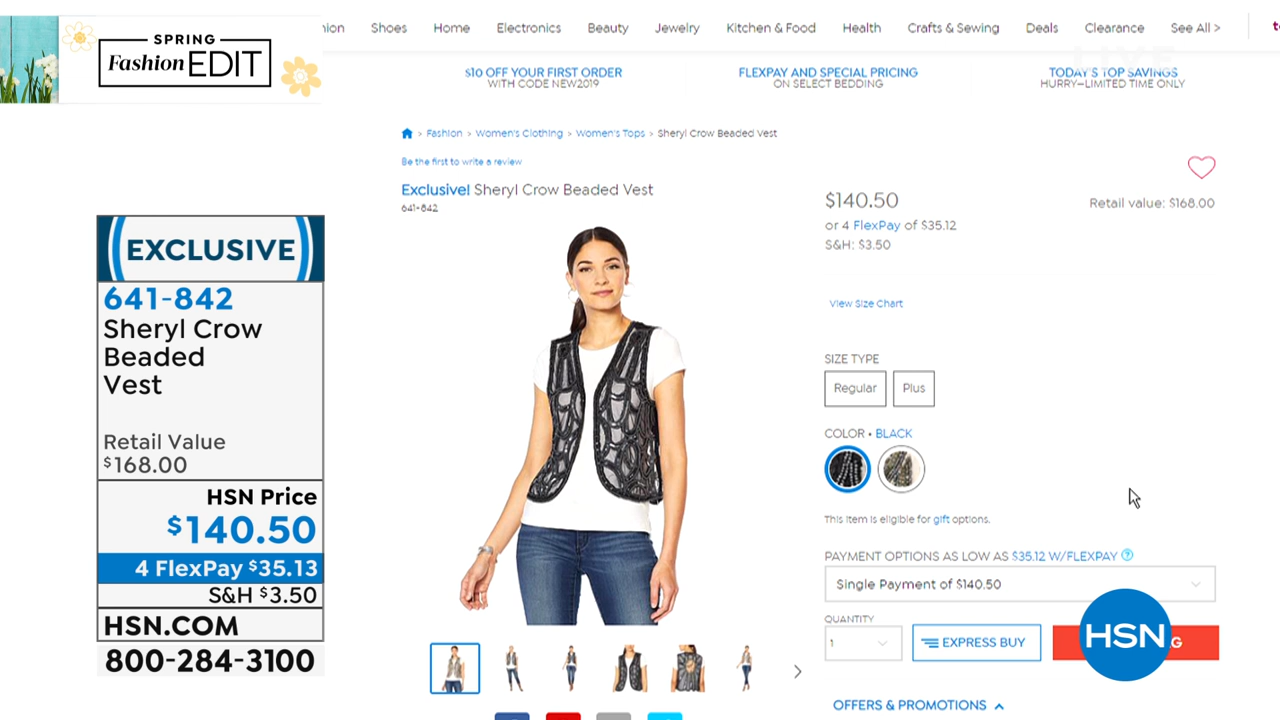 SPRING
Fashion EDIT
Shoes
Home
Electronics
Beauty
Jewelry
Kitchen & Food
Health
Crafts & Sewing
Deals
Clearance
See All >
LIVE
$10 OFF YOUR FIRST ORDER
WITH CODE NEW2019
FLEXPAY AND SPECIAL PRICING
ON SELECT BEDDING
TODAY'S TOP SAVINGS
HURRY—LIMITED TIME ONLY
> Fashion > Women's Clothing > Women's Tops > Sheryl Crow Beaded Vest
Be the first to write a review
Exclusive! Sheryl Crow Beaded Vest
641-842
$140.50
Retail value: $168.00
or 4 FlexPay of $35.12
S&H: $3.50
View Size Chart
SIZE TYPE
Regular
Plus
COLOR • BLACK
This item is eligible for gift options.
PAYMENT OPTIONS AS LOW AS $35.12 W/FLEXPAY ?
Single Payment of $140.50
QUANTITY
1
EXPRESS BUY
HSN
G
OFFERS & PROMOTIONS
EXCLUSIVE
641-842
Sheryl Crow
Beaded
Vest
Retail Value
$168.00
HSN Price
$140.50
4 FlexPay $35.13
S&H $3.50
HSN.COM
800-284-3100